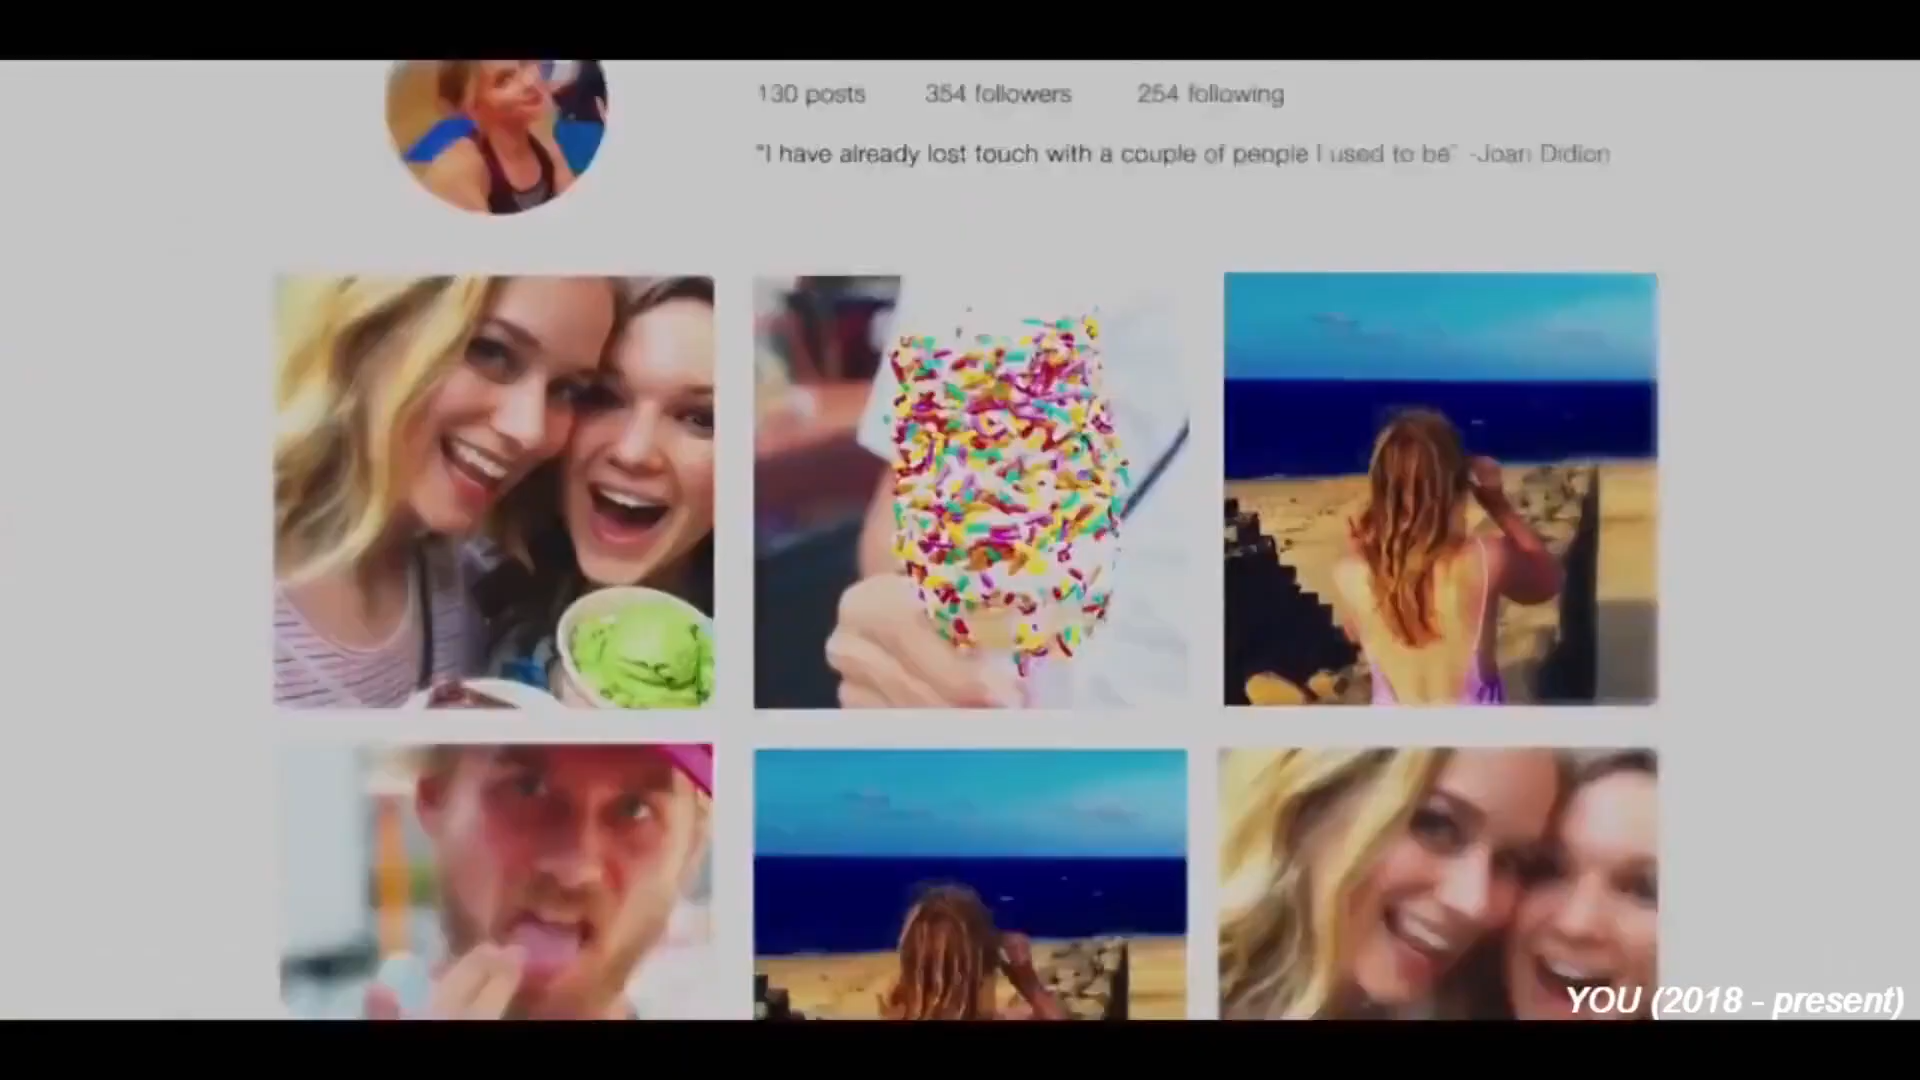 130 posts 354 followers 254 following
"I have already lost touch with a couple of people I used to be" -Joan Didion
YOU (2018 - present)